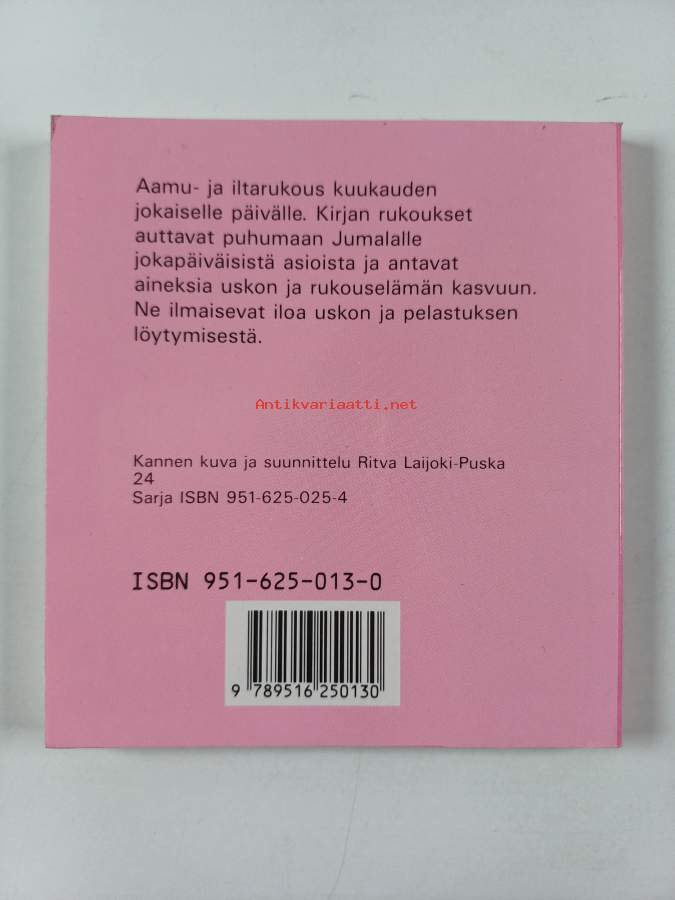 Aamu- ja iltarukous kuukauden
jokaiselle päivälle. Kirjan rukoukset
auttavat puhumaan Jumalalle
jokapäiväisistä asioista ja antavat
aineksia uskon ja rukouselämän kasvuun.
Ne ilmaisevat iloa uskon ja pelastuksen
löytymisestä.
Antikvariaatti.net
Kannen kuva ja suunnittelu Ritva Laijoki-Puska
24
Sarja ISBN 951-625-025-4
ISBN 951-625-013-0
9 789516 250130